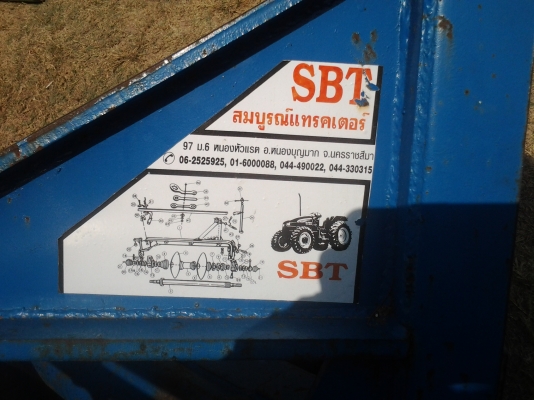 SBT
สมบูรณ์แทรคเตอร์
97 ม.6 หนองหัวแรต อ.หนองบุญมาก จ.นครราชสีมา
06-2525925, 01-6000088, 044-490022, 044-330315
SBT